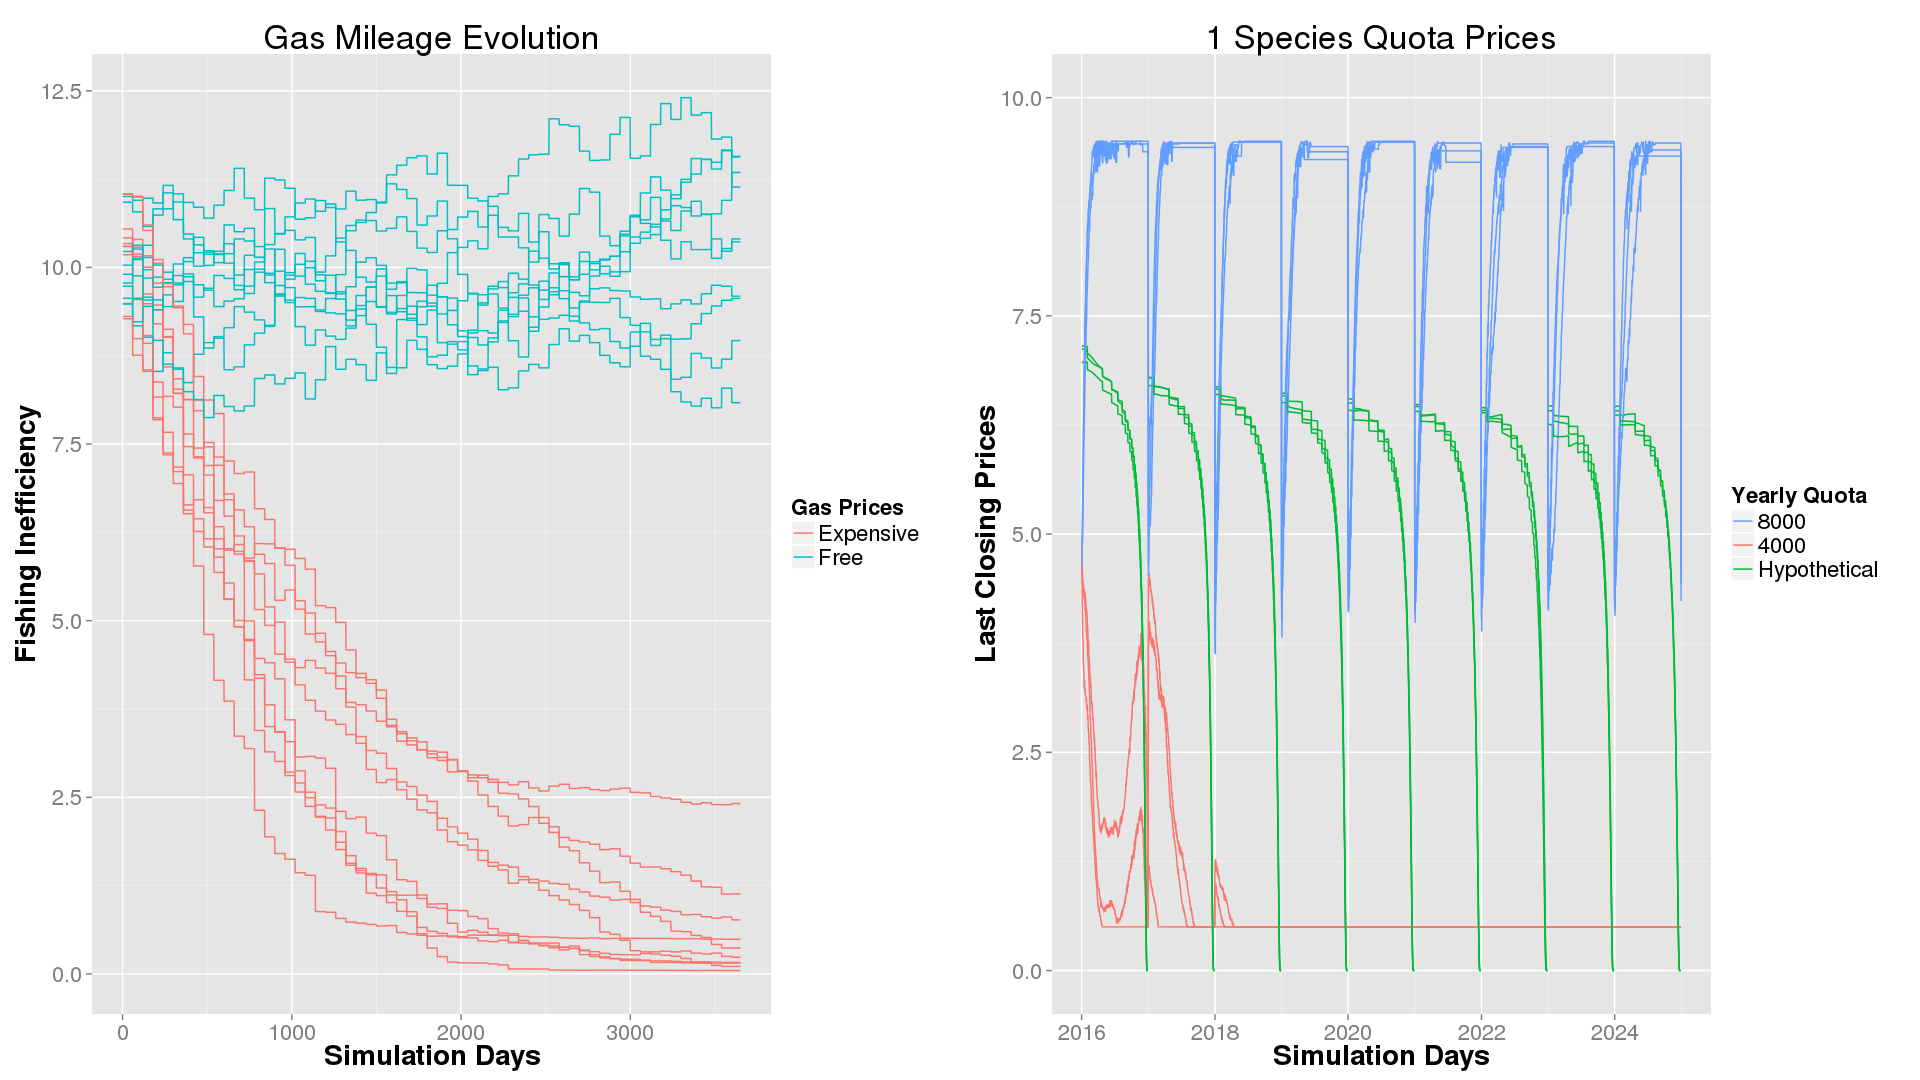 Gas Mileage Evolution
Fishing Inefficiency
12.5
10.0
7.5
5.0
2.5
0.0
0
1000
2000
3000
Simulation Days
Gas Prices
Expensive
Free
1 Species Quota Prices
Last Closing Prices
10.0
7.5
5.0
2.5
0.0
2016
2018
2020
2022
2024
Simulation Days
Yearly Quota
8000
4000
Hypothetical